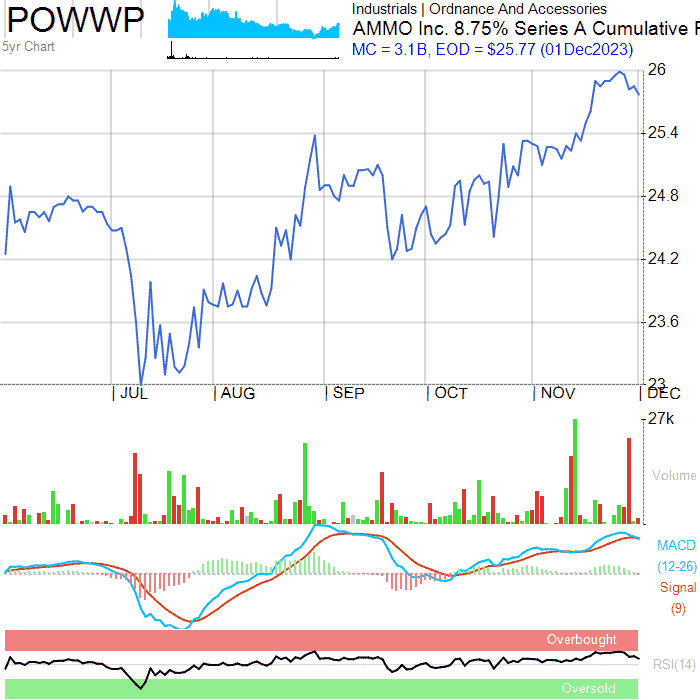 POWWP
5yr Chart
Industrials | Ordnance And Accessories
AMMO Inc. 8.75% Series A Cumulative
MC = 3.1B, EOD = $25.77 (01Dec2023)
26
25.4
24.8
24.2
23.6
23
JUL
AUG
SEP
OCT
NOV
DEC
27k
Volume
MACD
(12-26)
Signal
(9)
Overbought
RSI(14)
Oversold